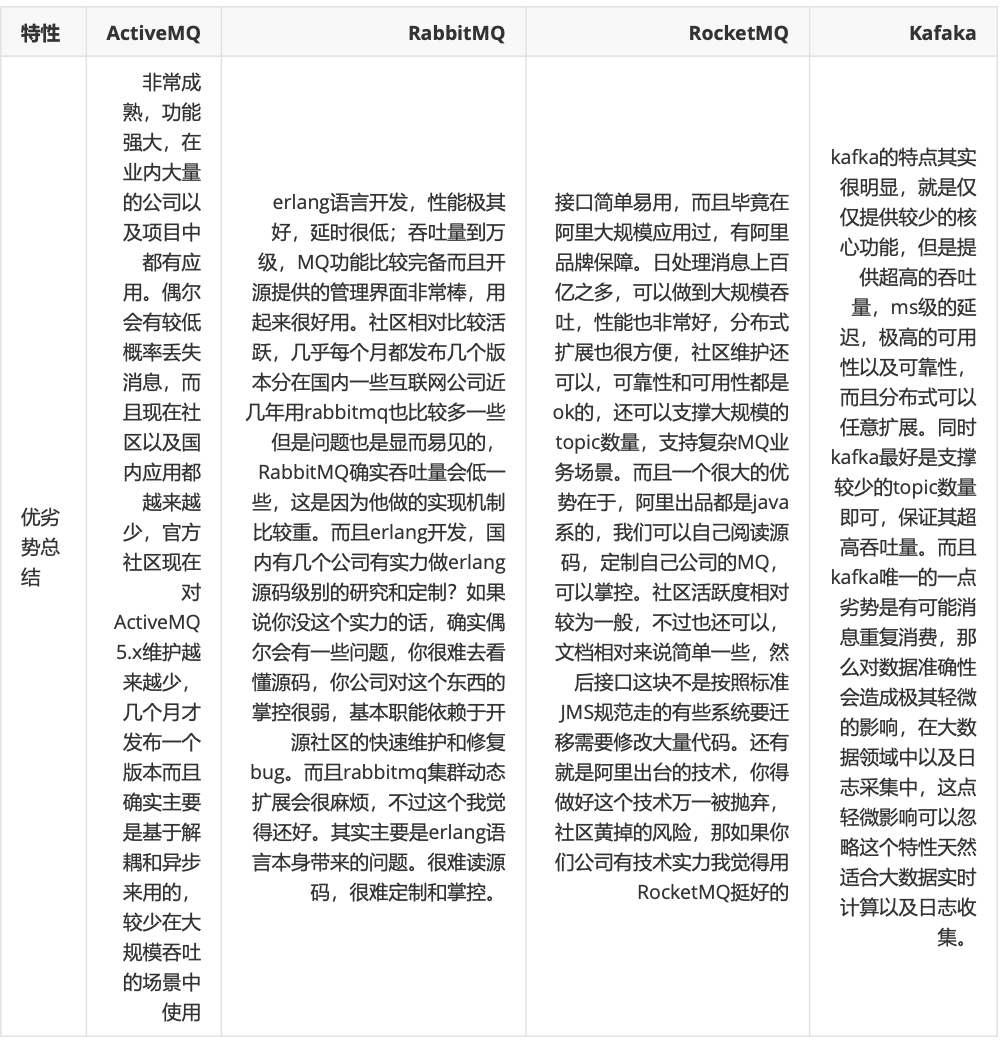 特性
ActiveMQ
RabbitMQ
RocketMQ
Kafaka
优劣
势总
结
非常成
熟，功能
强大，在
业内大量
的公司以
及项目中
都有应
用。偶尔
会有较低
概率丢失
消息，而
且现在社
区以及国
内应用都
越来越
少，官方
社区现在
对
ActiveMQ
5.x维护越
来越少，
几个月才
发布一个
版本而且
确实主要
是基于解
耦和异步
来用的，
较少在大
规模吞吐
的场景中
使用
erlang语言开发，性能极其
好，延时很低；吞吐量到万
级，MQ功能比较完备而且开
源提供的管理界面非常棒，用
起来很好用。社区相对比较活
跃，几乎每个月都发布几个版
本分在国内一些互联网公司近
几年用rabbitmq也比较多一些
但是问题也是显而易见的，
RabbitMQ确实吞吐量会低一
些，这是因为他做的实现机制
比较重。而且erlang开发，国
内有几个公司有实力做erlang
源码级别的研究和定制？如果
说你没这个实力的话，确实偶
尔会有一些问题，你很难去看
懂源码，你公司对这个东西的
掌控很弱，基本职能依赖于开
源社区的快速维护和修复
bug。而且rabbitmq集群动态
扩展会很麻烦，不过这个我觉
得还好。其实主要是erlang语
言本身带来的问题。很难读源
码，很难定制和掌控。
接口简单易用，而且毕竟在
阿里大规模应用过，有阿里
品牌保障。日处理消息上百
亿之多，可以做到大规模吞
吐，性能也非常好，分布式
扩展也很方便，社区维护还
可以，可靠性和可用性都是
ok的，还可以支撑大规模的
topic数量，支持复杂MQ业
务场景。而且一个很大的优
势在于，阿里出品都是java
系的，我们可以自己阅读源
码，定制自己公司的MQ，
可以掌控。社区活跃度相对
较为一般，不过也还可以，
文档相对来说简单一些，然
后接口这块不是按照标准
JMS规范走的有些系统要迁
移需要修改大量代码。还有
就是阿里出台的技术，你得
做好这个技术万一被抛弃，
社区黄掉的风险，那如果你
们公司有技术实力我觉得用
RocketMQ挺好的
kafka的特点其实
很明显，就是仅
仅提供较少的核
心功能，但是提
供超高的吞吐
量，ms级的延
迟，极高的可用
性以及可靠性，
而且分布式可以
任意扩展。同时
kafka最好是支撑
较少的topic数量
即可，保证其超
高吞吐量。而且
kafka唯一的一点
劣势是有可能消
息重复消费，那
么对数据准确性
会造成极其轻微
的影响，在大数
据领域中以及日
志采集中，这点
轻微影响可以忽
略这个特性天然
适合大数据实时
计算以及日志收
集。